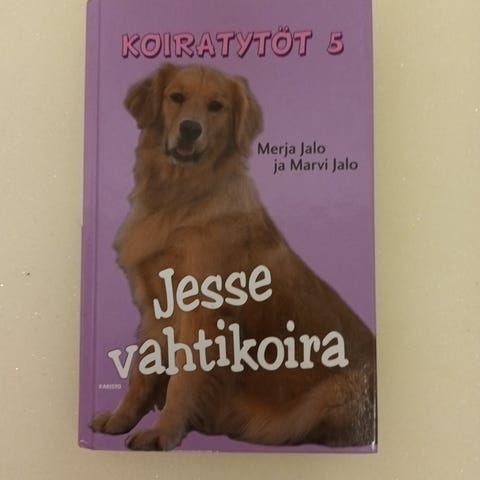 KOIRATYTÖT 5
Merja Jalo
ja Marvi Jalo
Jesse
vahtikoira
KARISTO